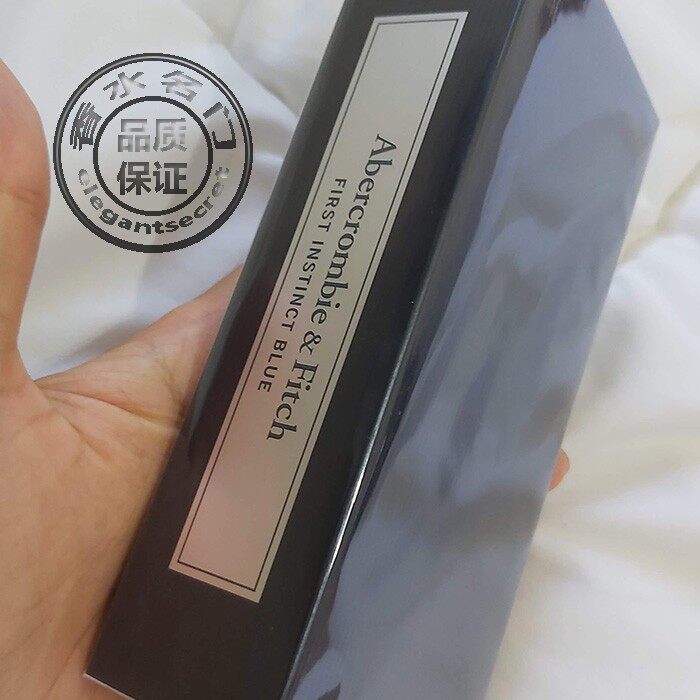 香水名门
品质
保证
elegantsecret
Abercrombie & Fitch
FIRST INSTINCT BLUE